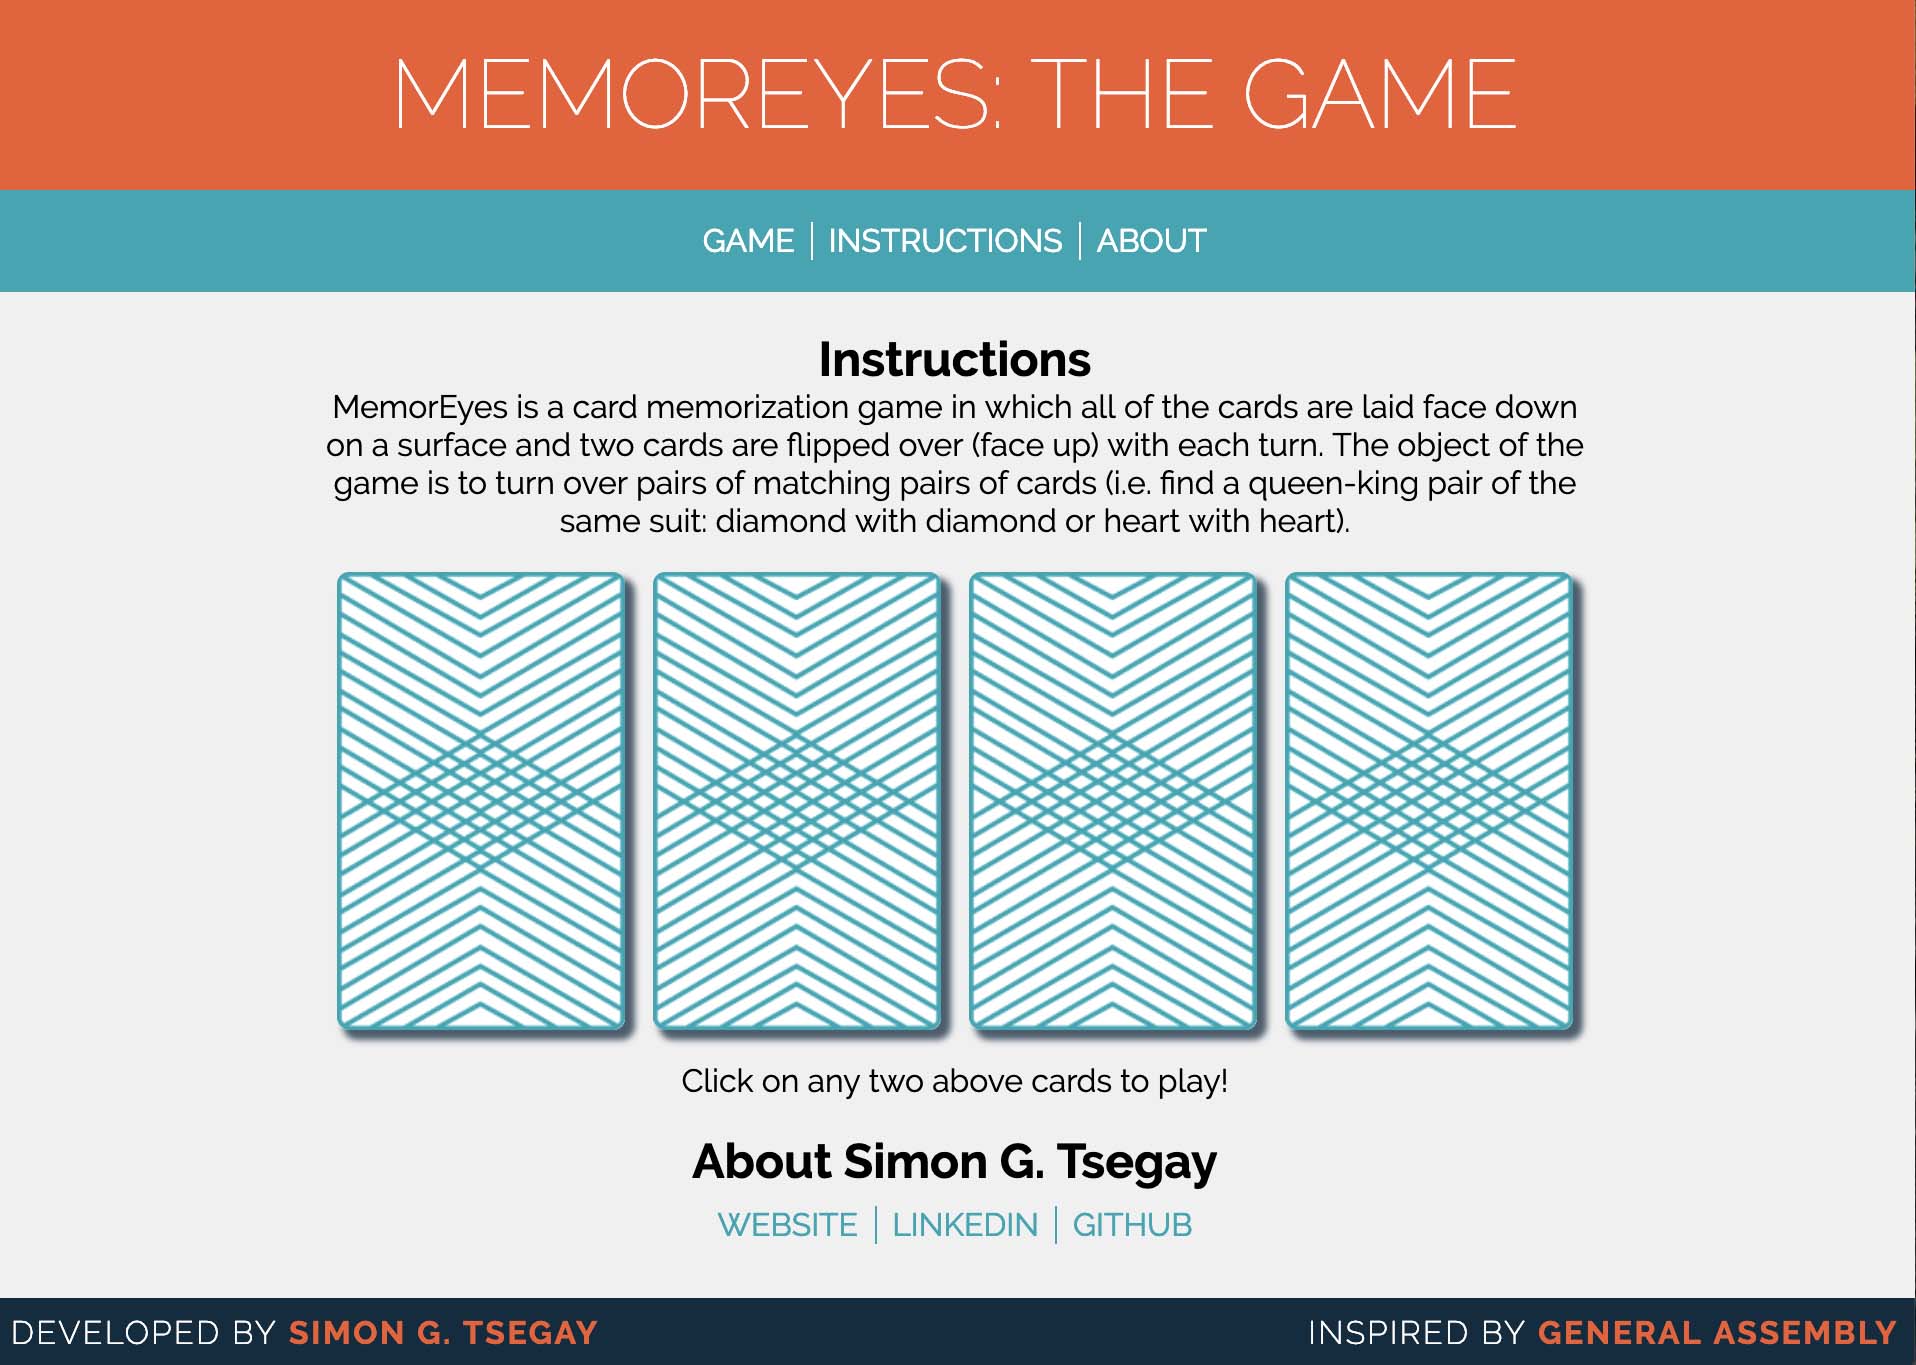 MEMOREYES: THE GAME
GAME | INSTRUCTIONS | ABOUT
Instructions
MemorEyes is a card memorization game in which all of the cards are laid face down
on a surface and two cards are flipped over (face up) with each turn. The object of the
game is to turn over pairs of matching pairs of cards (i.e. find a queen-king pair of the
same suit: diamond with diamond or heart with heart).
Click on any two above cards to play!
About Simon G. Tsegay
WEBSITE | LINKEDIN | GITHUB
DEVELOPED BY SIMON G. TSEGAY
INSPIRED BY GENERAL ASSEMBLY